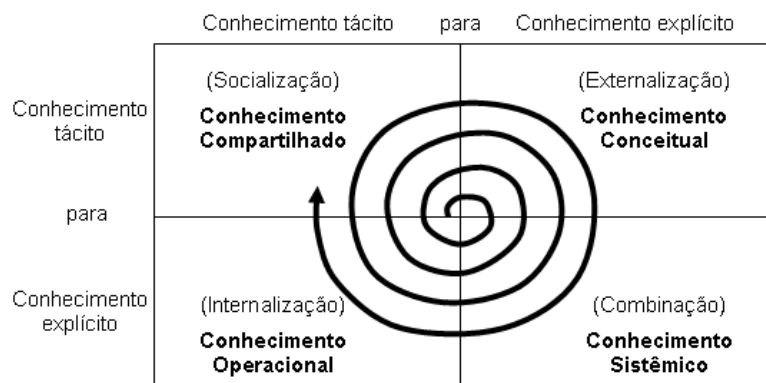 Conhecimento tácito para Conhecimento explícito
(Socialização)
Conhecimento
Compartilhado
(Externalização)
Conhecimento
Conceitual
Conhecimento
tácito
para
Conhecimento
explícito
(Internalização)
Conhecimento
Operacional
(Combinação)
Conhecimento
Sistêmico